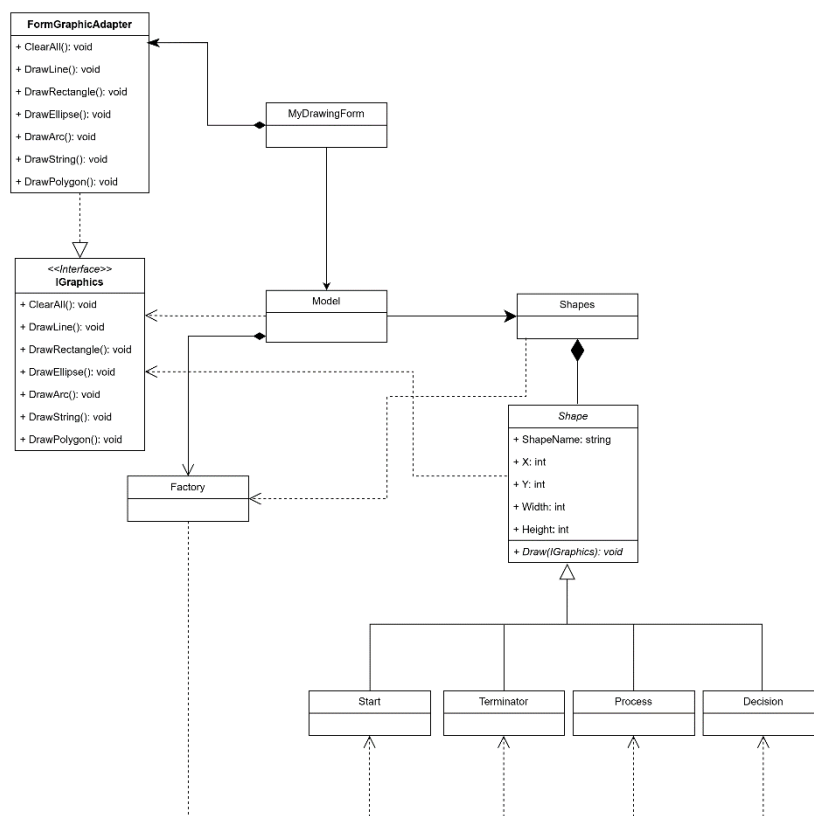 FormGraphicAdapter
+ ClearAll(): void
+ DrawLine(): void
+ DrawRectangle(): void
+ DrawEllipse(): void
+ DrawArc(): void
+ DrawString(): void
+ DrawPolygon(): void
MyDrawingForm
<<Interface>>
IGraphics
+ ClearAll(): void
+ DrawLine(): void
+ DrawRectangle(): void
+ DrawEllipse(): void
+ DrawArc(): void
+ DrawString(): void
+ DrawPolygon(): void
Model
Shapes
Shape
+ ShapeName: string
+ X: int
+ Y: int
+ Width: int
+ Height: int
+ Draw(IGraphics): void
Factory
Start
Terminator
Process
Decision